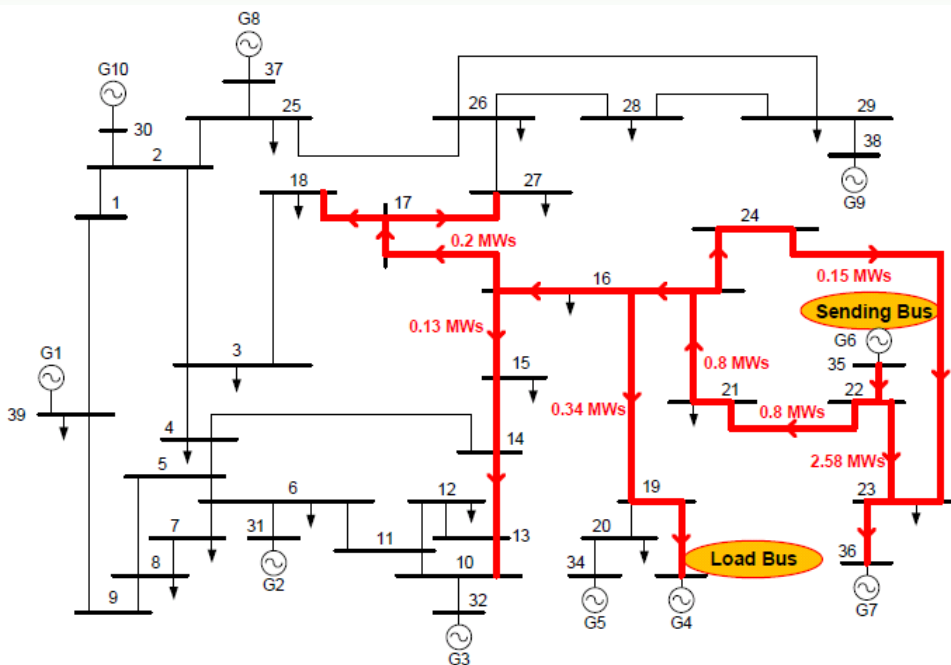 G8
G10
37
26
28
29
25
30
38
2
18
27
17
24
G9
1
0.2 MWs
16
0.15 MWs
Sending Bus
0.13 MWs
G6
G1
3
15
0.8 MWs
35
21
22
39
0.34 MWs
0.8 MWs
4
14
5
2.58 MWs
6
12
19
23
7
31
13
20
11
10
Load Bus
36
8
34
G2
9
32
G5
G4
G7
G3